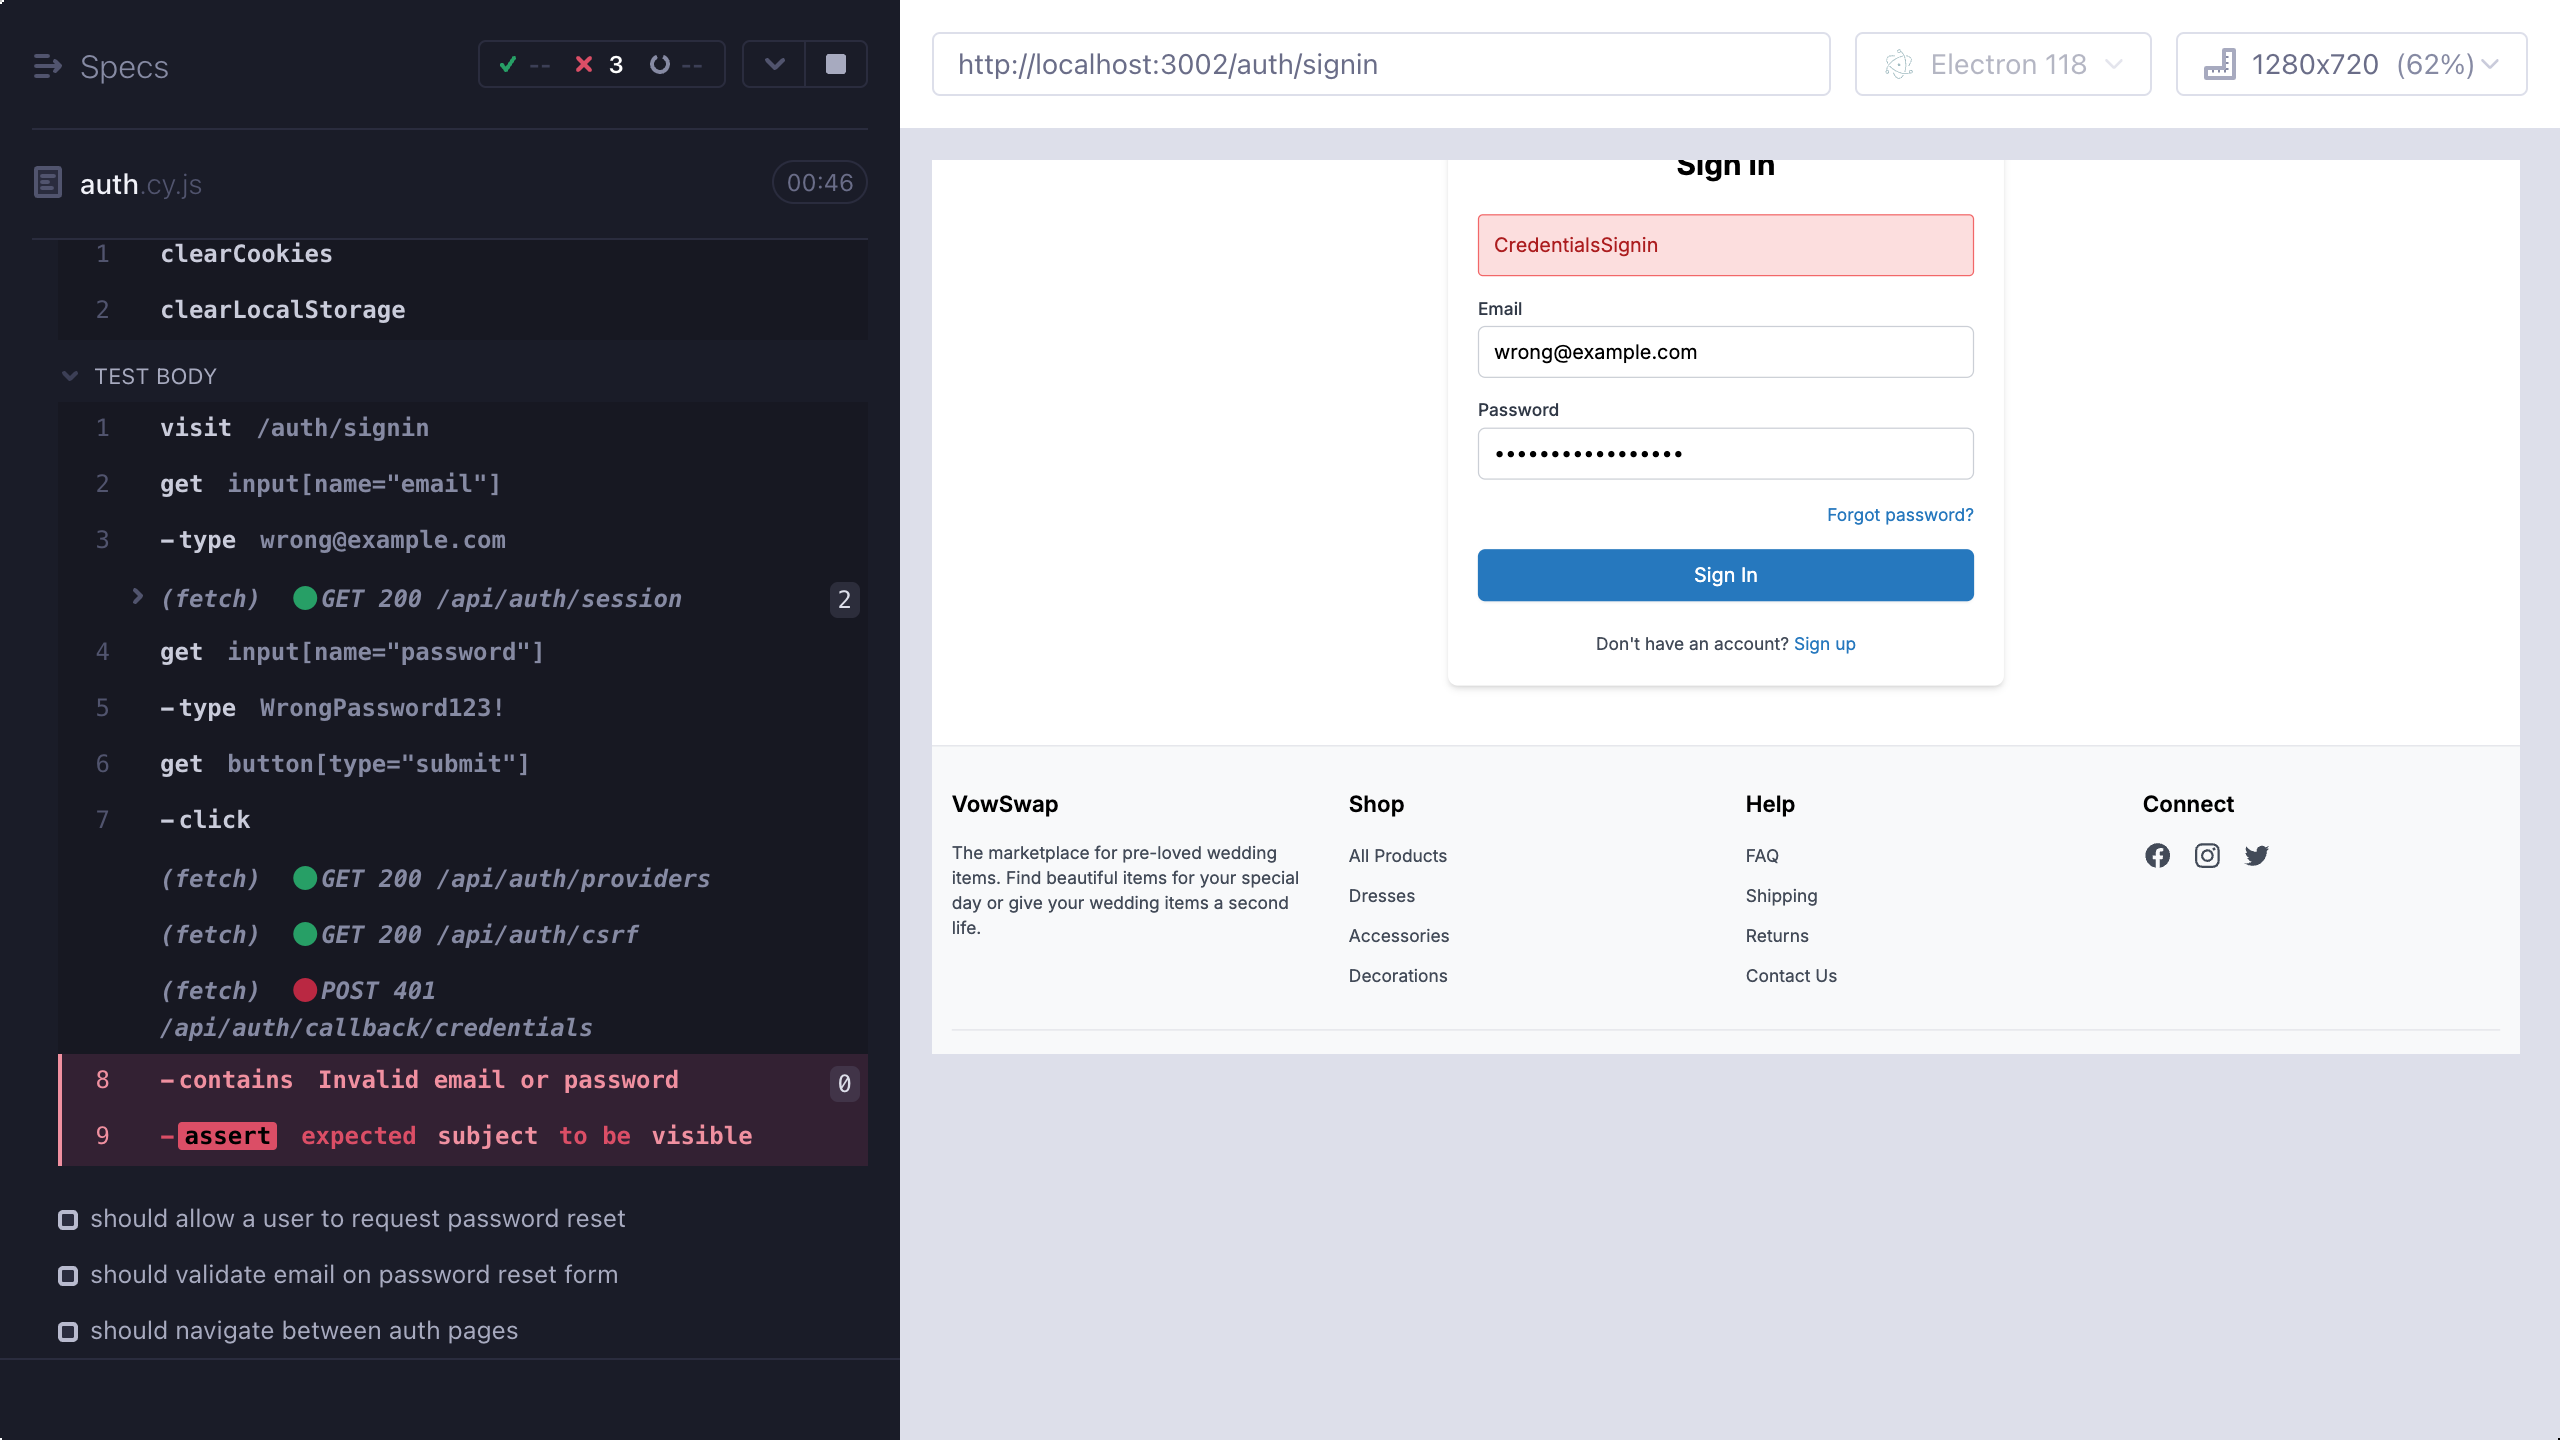 Specs
-- 3 --
auth.cy.js 00:46
1 clearCookies
2 clearLocalStorage
TEST BODY
1 visit /auth/signin
2 get input[name="email"]
3 -type wrong@example.com
(fetch) GET 200 /api/auth/session 2
4 get input[name="password"]
5 -type WrongPassword123!
6 get button[type="submit"]
7 -click
(fetch) GET 200 /api/auth/providers
(fetch) GET 200 /api/auth/csrf
(fetch) POST 401
/api/auth/callback/credentials
8 -contains Invalid email or password 0
9 -assert expected subject to be visible
should allow a user to request password reset
should validate email on password reset form
should navigate between auth pages
http://localhost:3002/auth/signin
Electron 118
1280x720 (62%)
Sign In
CredentialsSignin
Email
wrong@example.com
Password
•••••••••••••••••
Forgot password?
Sign In
Don't have an account? Sign up
VowSwap
The marketplace for pre-loved wedding
items. Find beautiful items for your special
day or give your wedding items a second
life.
Shop
All Products
Dresses
Accessories
Decorations
Help
FAQ
Shipping
Returns
Contact Us
Connect